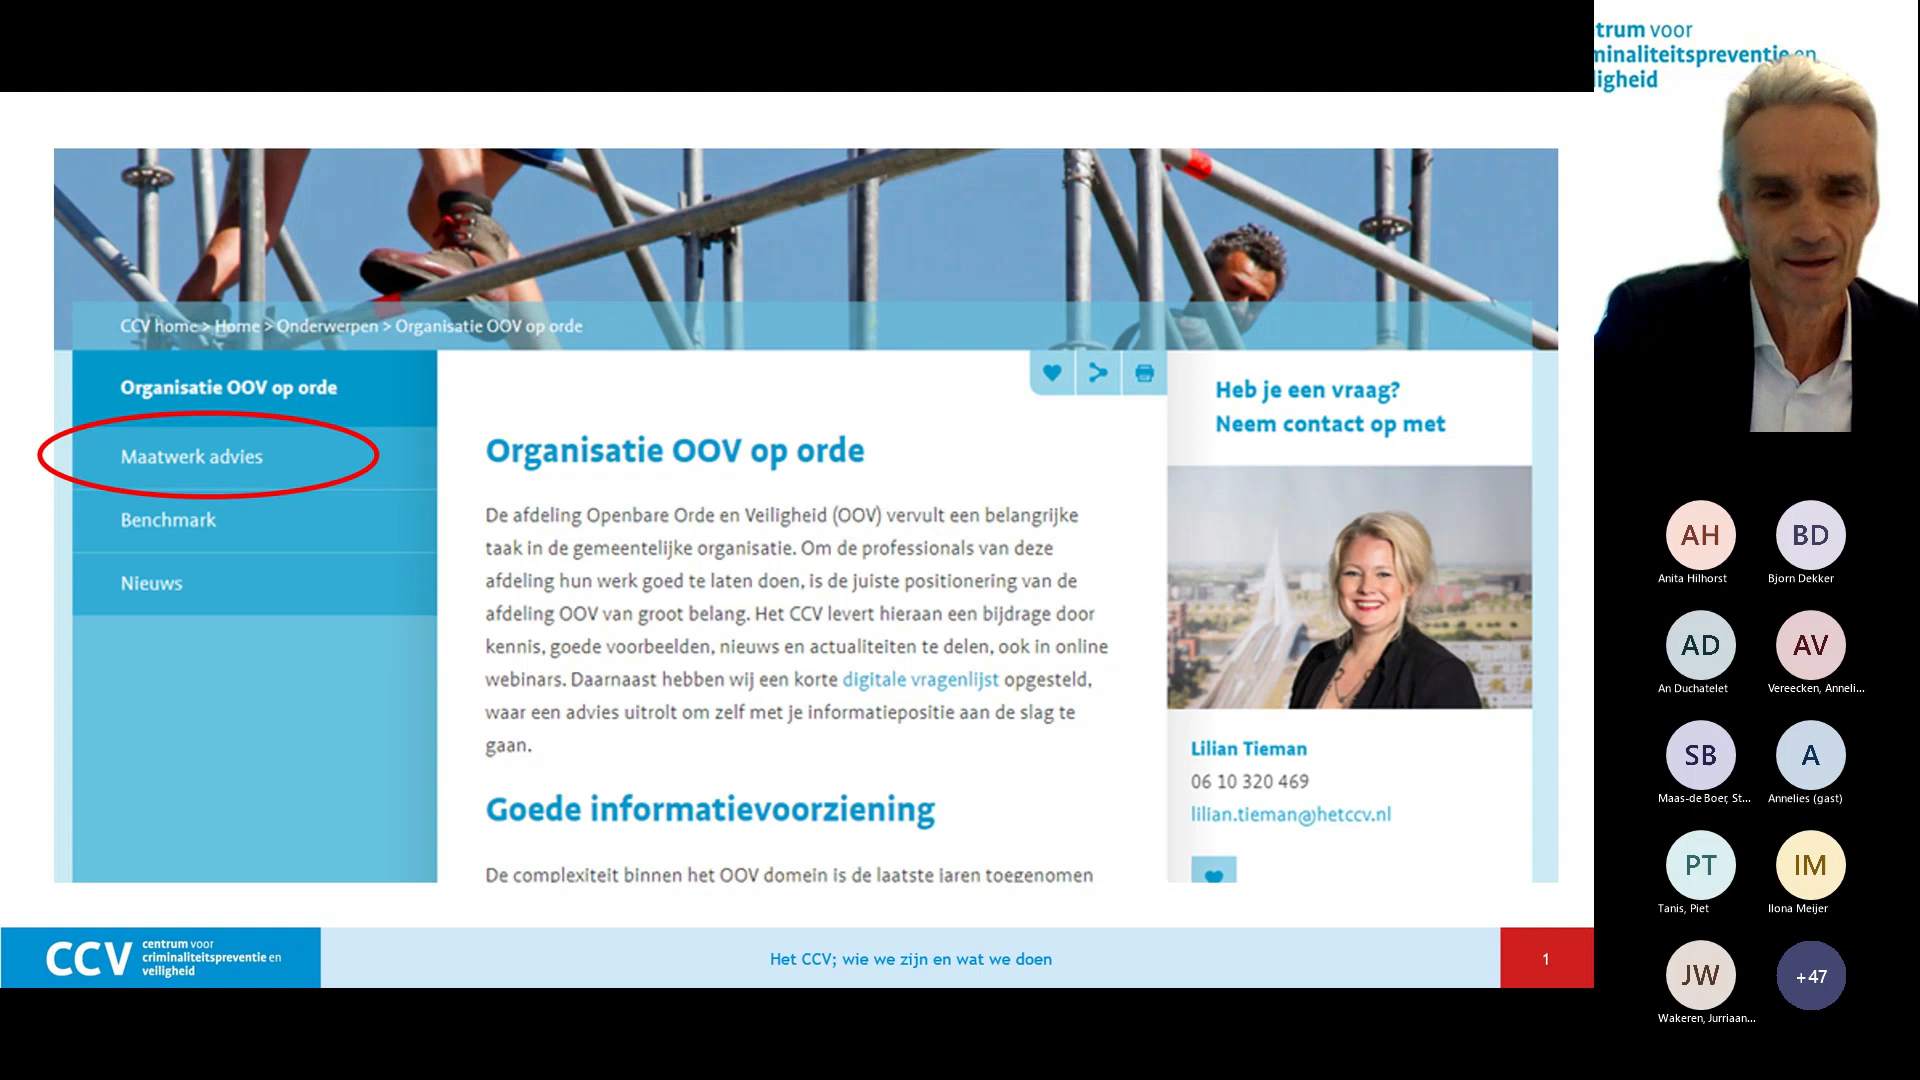 CCV home > Home > Onderwerpen > Organisatie OOV op orde
Organisatie OOV op orde
Maatwerk advies
Benchmark
Nieuws
Organisatie OOV op orde
De afdeling Openbare Orde en Veiligheid (OOV) vervult een belangrijke
taak in de gemeentelijke organisatie. Om de professionals van deze
afdeling hun werk goed te laten doen, is de juiste positionering van de
afdeling OOV van groot belang. Het CCV levert hieraan een bijdrage door
kennis, goede voorbeelden, nieuws en actualiteiten te delen, ook in online
webinars. Daarnaast hebben wij een korte digitale vragenlijst opgesteld,
waar een advies uitrolt om zelf met je informatiepositie aan de slag te
gaan.
Goede informatievoorziening
De complexiteit binnen het OOV domein is de laatste jaren toegenomen
Heb je een vraag?
Neem contact op met
Lilian Tieman
06 10 320 469
lilian.tieman@hetccv.nl
CCV
centrum voor
criminaliteitspreventie en
veiligheid
Het CCV; wie we zijn en wat we doen
1
trum voor
minaliteitspreventie en
ligheid
AH
Anita Hilhorst
BD
Bjorn Dekker
AD
An Duchatelet
AV
Vereecken, Anneli...
SB
Maas-de Boer, St...
A
Annelies (gast)
PT
Tanis, Piet
IM
Ilona Meijer
JW
Wakeren, Jurriaan...
+47